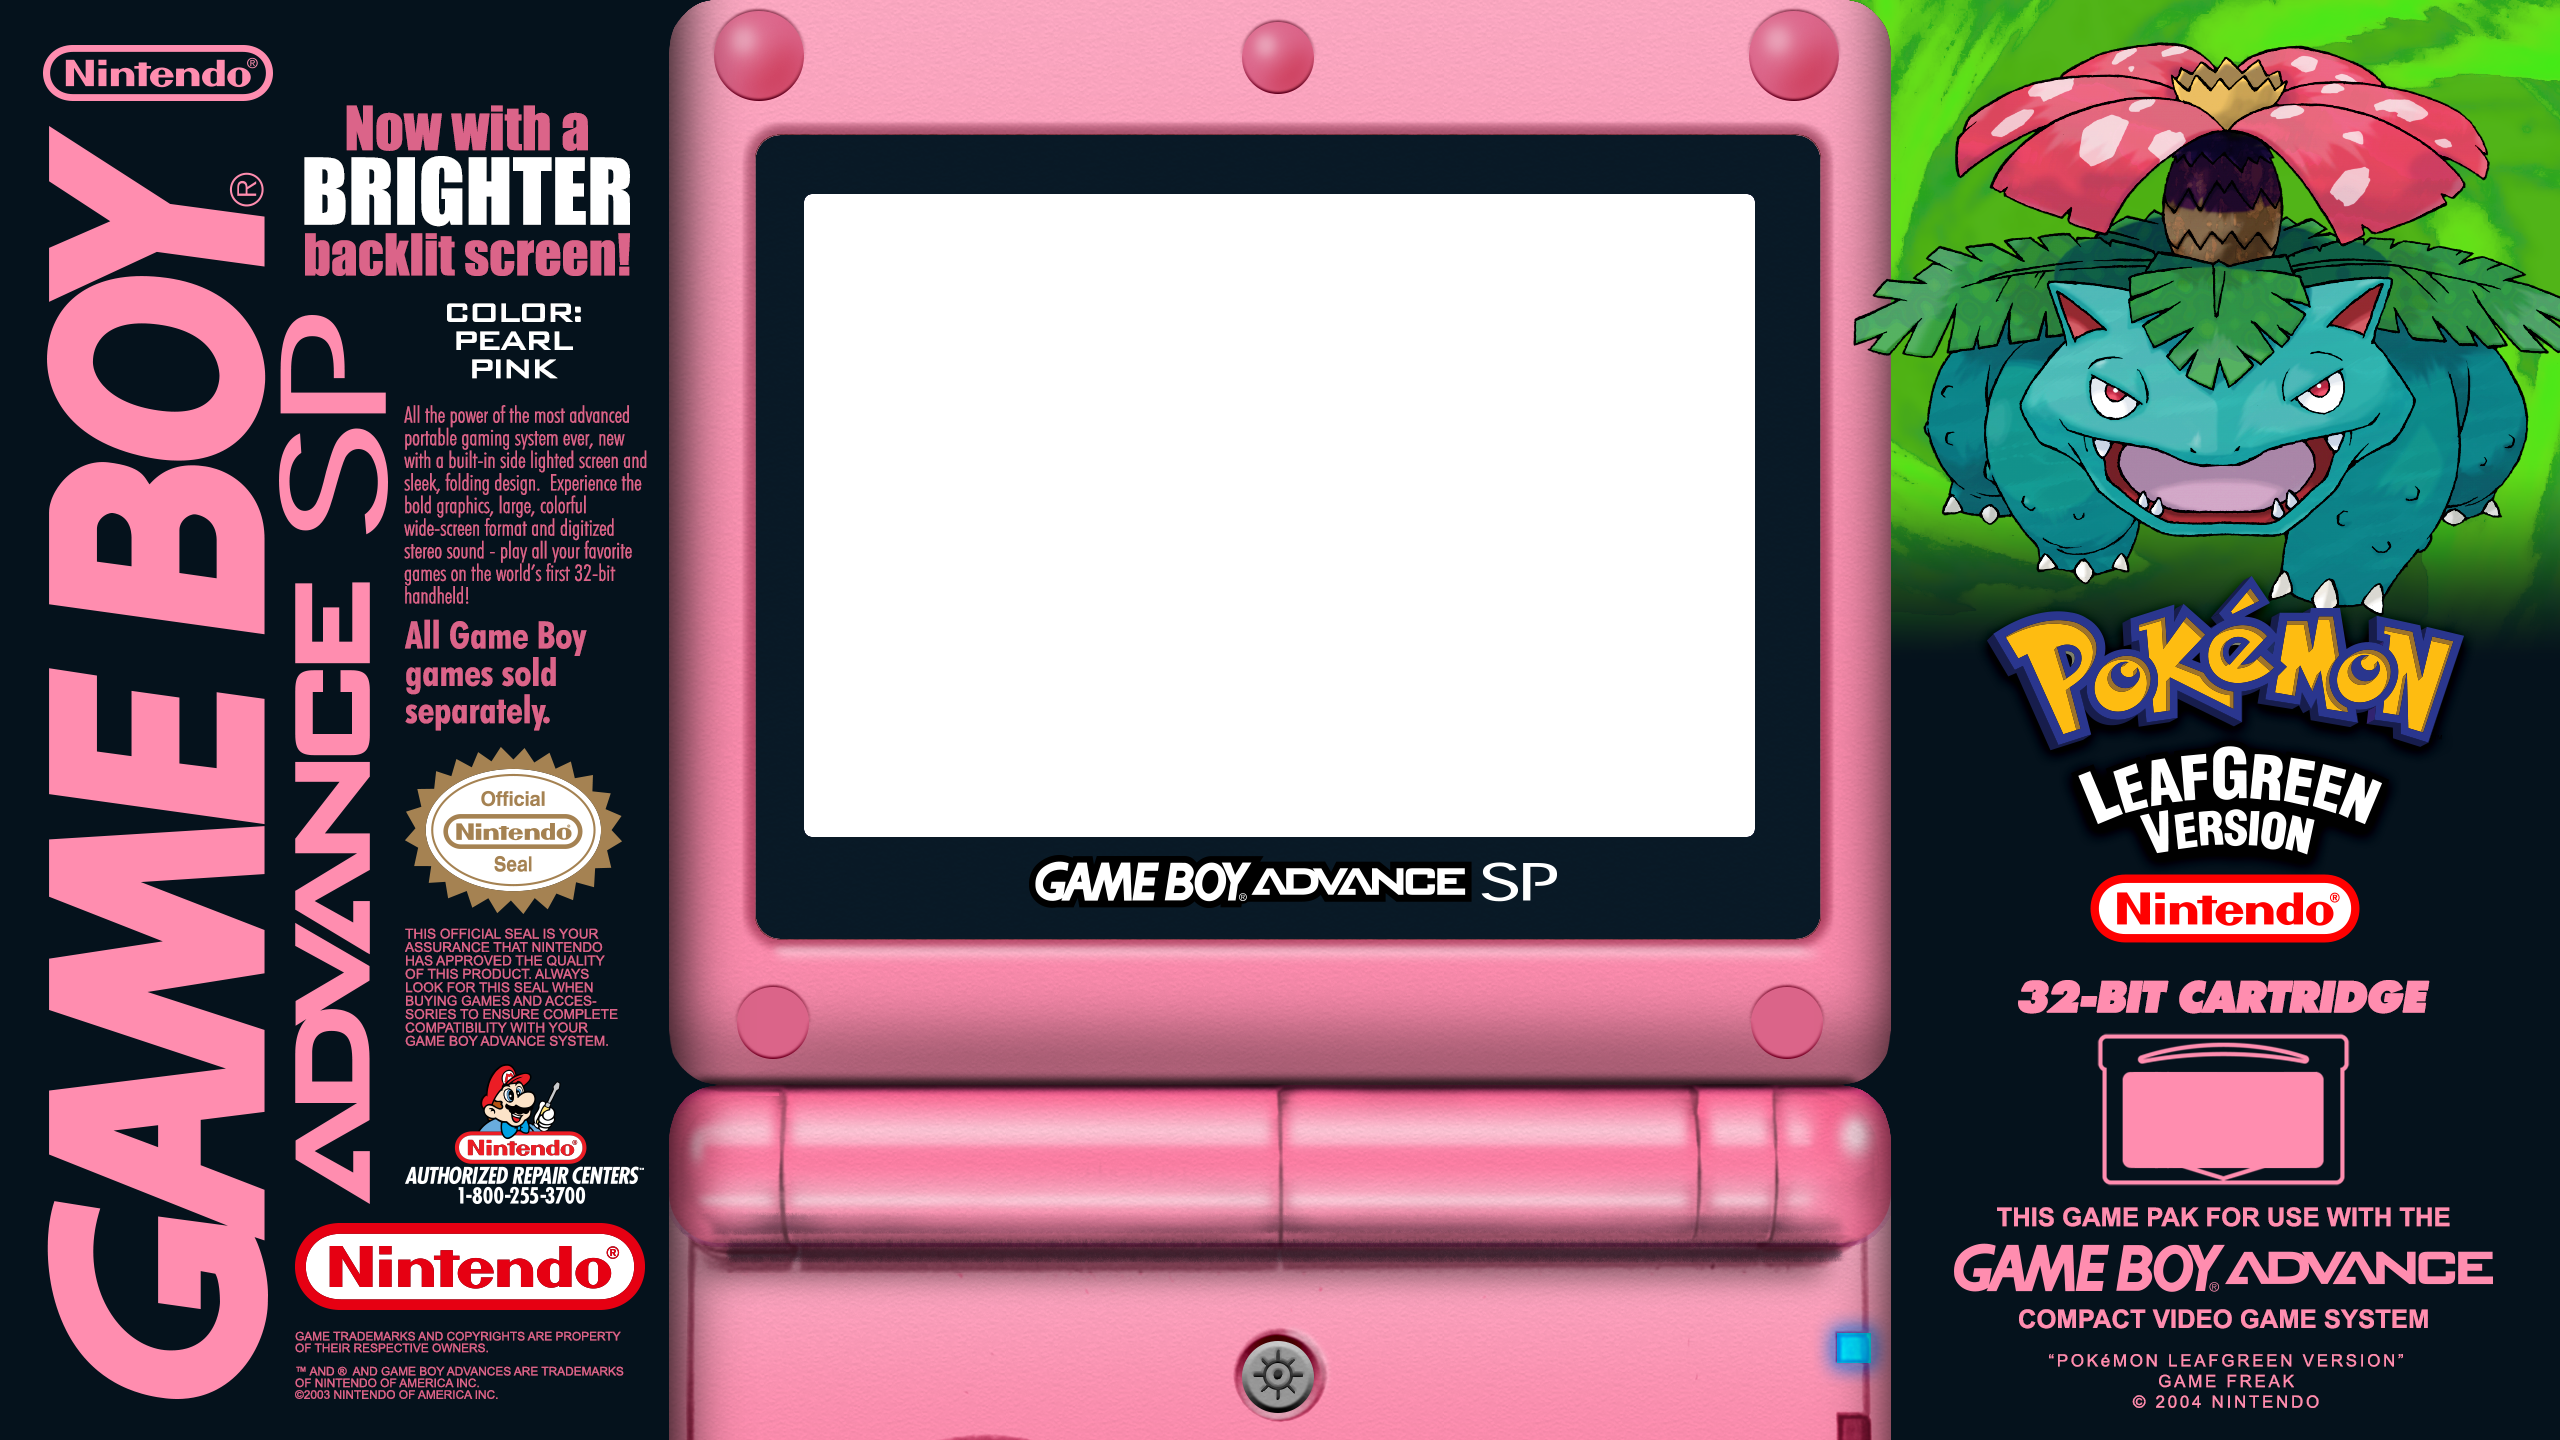 Nintendo®
GAME BOY®
ADVANCE SP
Now with a
BRIGHTER
backlit screen!
COLOR:
PEARL
PINK
All the power of the most advanced
portable gaming system ever, new
with a built-in side lighted screen and
sleek, folding design.  Experience the
bold graphics, large, colorful
wide-screen format and digitized
stereo sound - play all your favorite
games on the world's first 32-bit
handheld!
All Game Boy
games sold
separately.
Official
Nintendo®
Seal
THIS OFFICIAL SEAL IS YOUR
ASSURANCE THAT NINTENDO
HAS APPROVED THE QUALITY
OF THIS PRODUCT. ALWAYS
LOOK FOR THIS SEAL WHEN
BUYING GAMES AND ACCES-
SORIES TO ENSURE COMPLETE
COMPATIBILITY WITH YOUR
GAME BOY ADVANCE SYSTEM.
M
Nintendo®
AUTHORIZED REPAIR CENTERS™
1-800-255-3700
Nintendo®
GAME TRADEMARKS AND COPYRIGHTS ARE PROPERTY
OF THEIR RESPECTIVE OWNERS.
™ AND ® AND GAME BOY ADVANCES ARE TRADEMARKS
OF NINTENDO OF AMERICA INC.
©2003 NINTENDO OF AMERICA INC.
GAME BOY® ADVANCE SP
POKéMON
LEAFGREEN
VERSION
Nintendo®
32-BIT CARTRIDGE
THIS GAME PAK FOR USE WITH THE
GAME BOY® ADVANCE
COMPACT VIDEO GAME SYSTEM
“POKéMON LEAFGREEN VERSION”
GAME FREAK
© 2004 NINTENDO